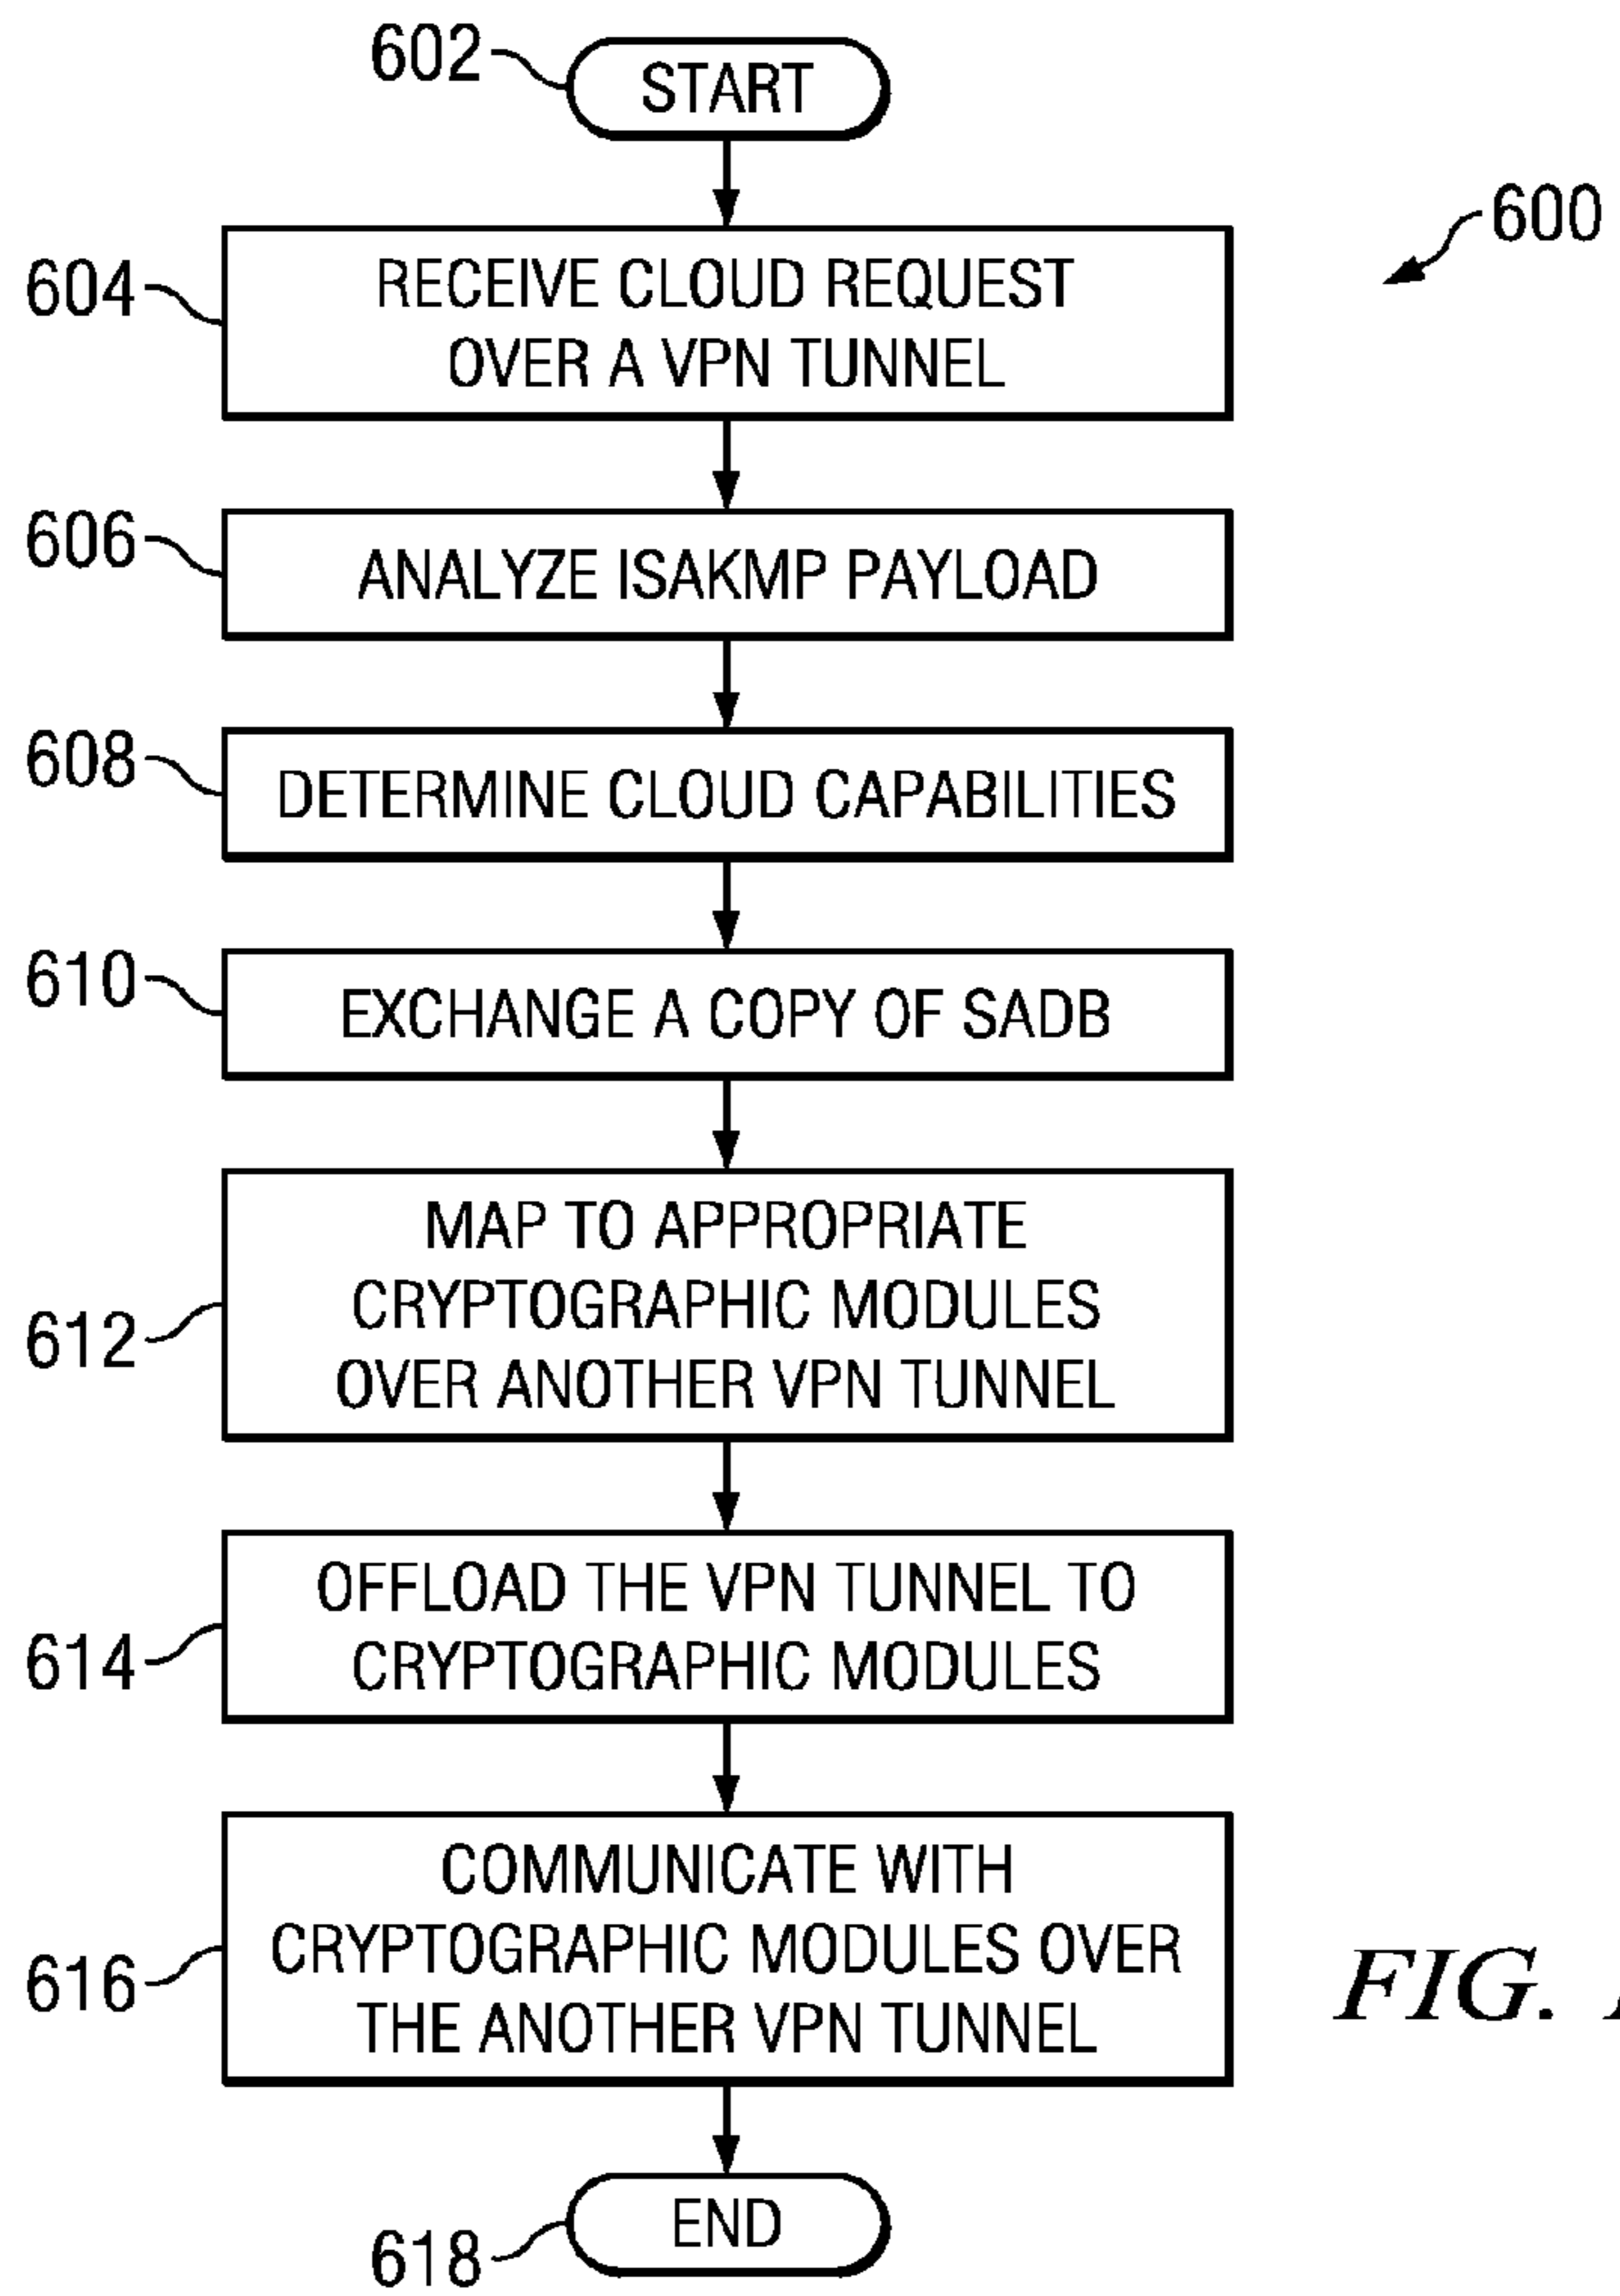 602
START
600
604
RECEIVE CLOUD REQUEST
OVER A VPN TUNNEL
606
ANALYZE ISAKMP PAYLOAD
608
DETERMINE CLOUD CAPABILITIES
610
EXCHANGE A COPY OF SADB
612
MAP TO APPROPRIATE
CRYPTOGRAPHIC MODULES
OVER ANOTHER VPN TUNNEL
614
OFFLOAD THE VPN TUNNEL TO
CRYPTOGRAPHIC MODULES
616
COMMUNICATE WITH
CRYPTOGRAPHIC MODULES OVER
THE ANOTHER VPN TUNNEL
FIG.
618
END